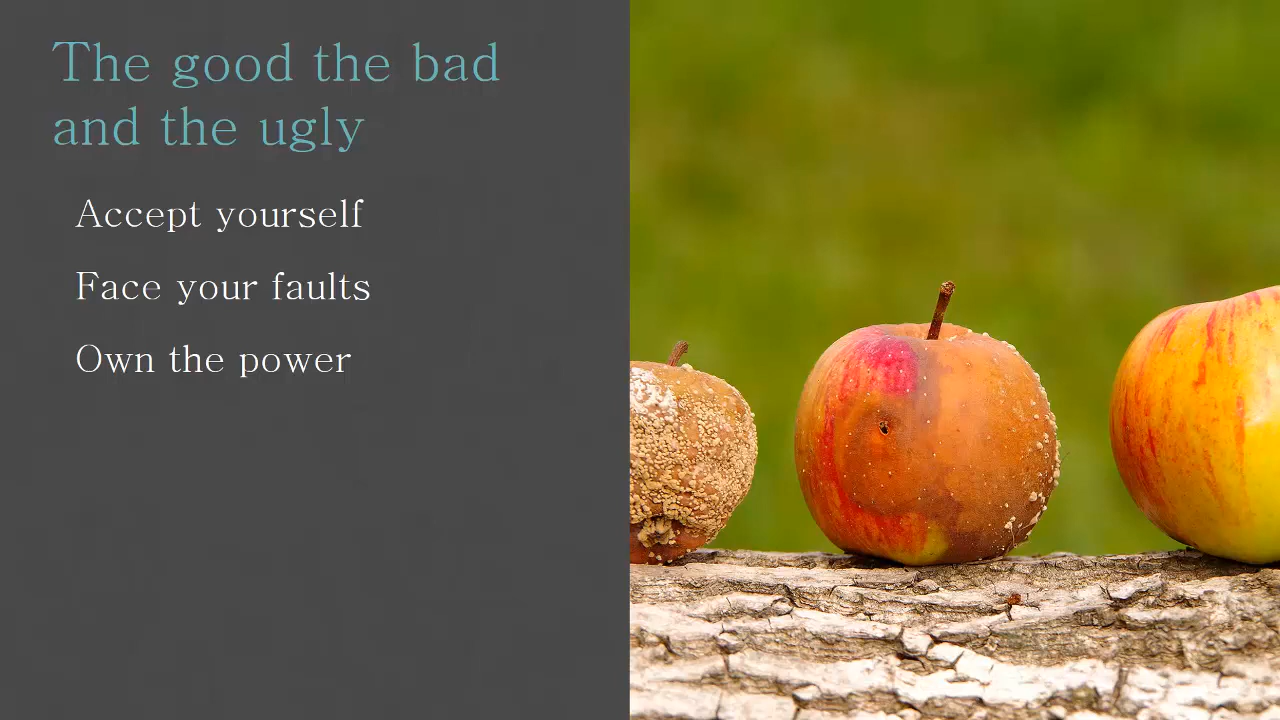 The good the bad
and the ugly
Accept yourself
Face your faults
Own the power